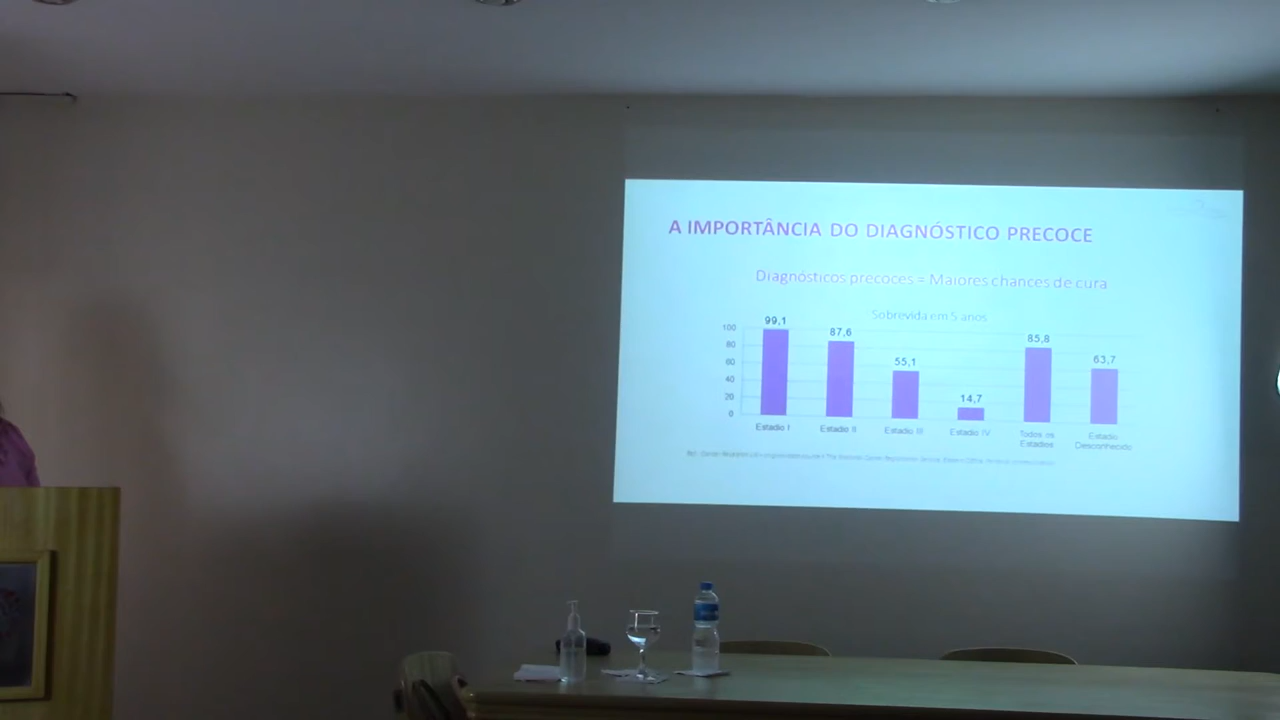 A IMPORTÂNCIA DO DIAGNÓSTICO PRECOCE
Diagnósticos precoces = Maiores chances de cura
Sobrevida em 5 anos
99,1
87,6
55,1
14,7
85,8
63,7
100
80
60
40
20
0
Estadio I
Estadio II
Estadio III
Estadio IV
Todos os
Estadios
Estadio
Desconhecido